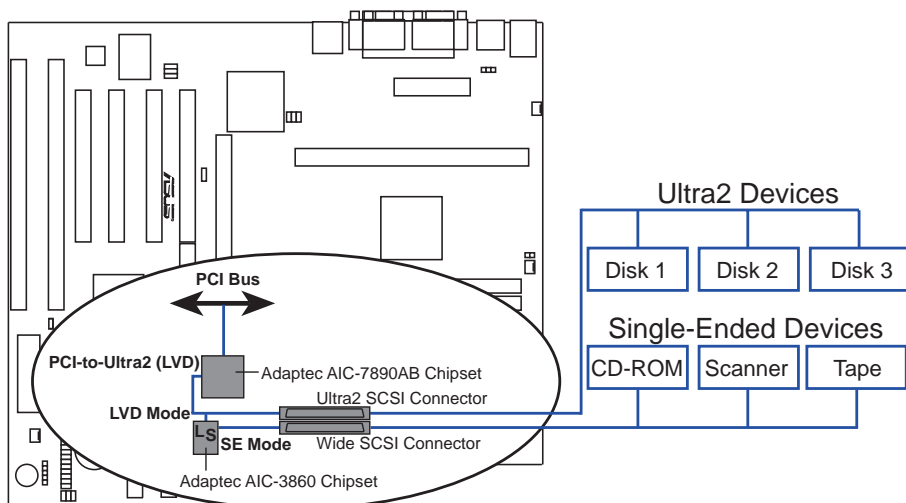 ASUS
Ultra2 Devices
Disk 1
Disk 2
Disk 3
PCI Bus
Single-Ended Devices
CD-ROM
Scanner
Tape
PCI-to-Ultra2 (LVD)
Adaptec AIC-7890AB Chipset
Ultra2 SCSI Connector
LVD Mode
LS
SE Mode
Wide SCSI Connector
Adaptec AIC-3860 Chipset